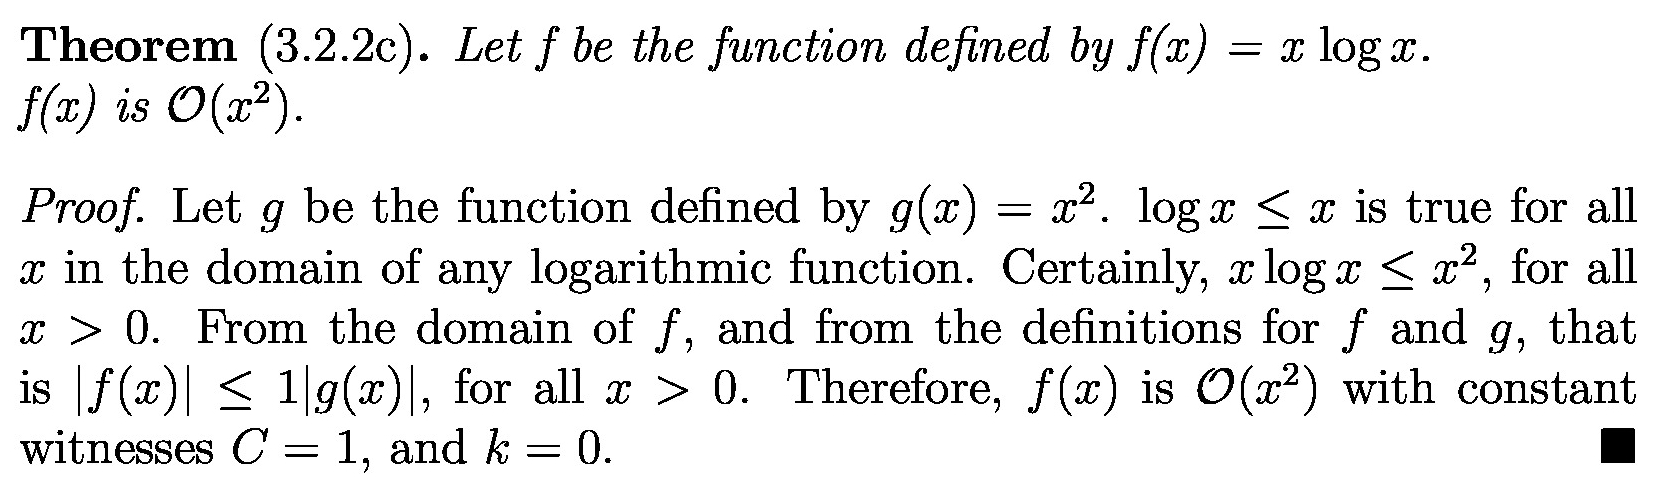 Theorem (3.2.2c). Let f be the function defined by f(x) = x log x.
f(x) is 𝒪(x²).
Proof. Let g be the function defined by g(x) = x². log x ≤ x is true for all
x in the domain of any logarithmic function. Certainly, x log x ≤ x², for all
x > 0. From the domain of f, and from the definitions for f and g, that
is |f(x)| ≤ 1|g(x)|, for all x > 0. Therefore, f(x) is 𝒪(x²) with constant
witnesses C = 1, and k = 0. ■